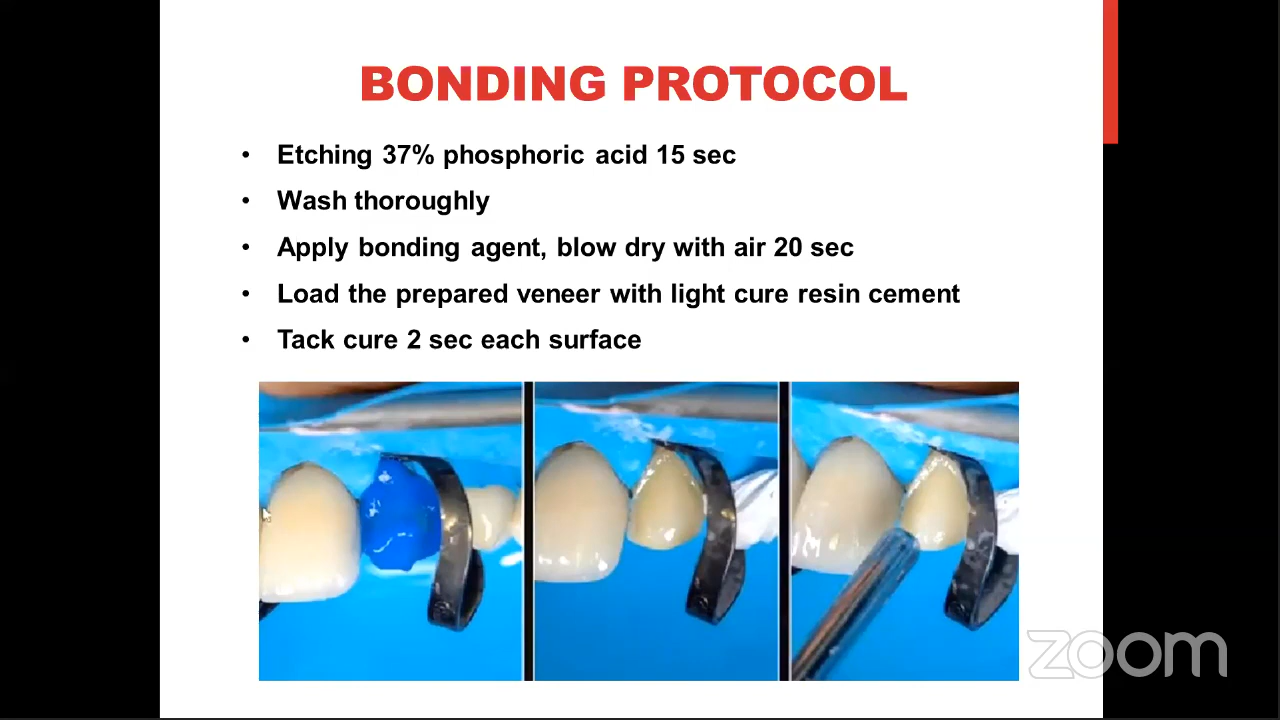 BONDING PROTOCOL
• Etching 37% phosphoric acid 15 sec
• Wash thoroughly
• Apply bonding agent, blow dry with air 20 sec
• Load the prepared veneer with light cure resin cement
• Tack cure 2 sec each surface
zoom